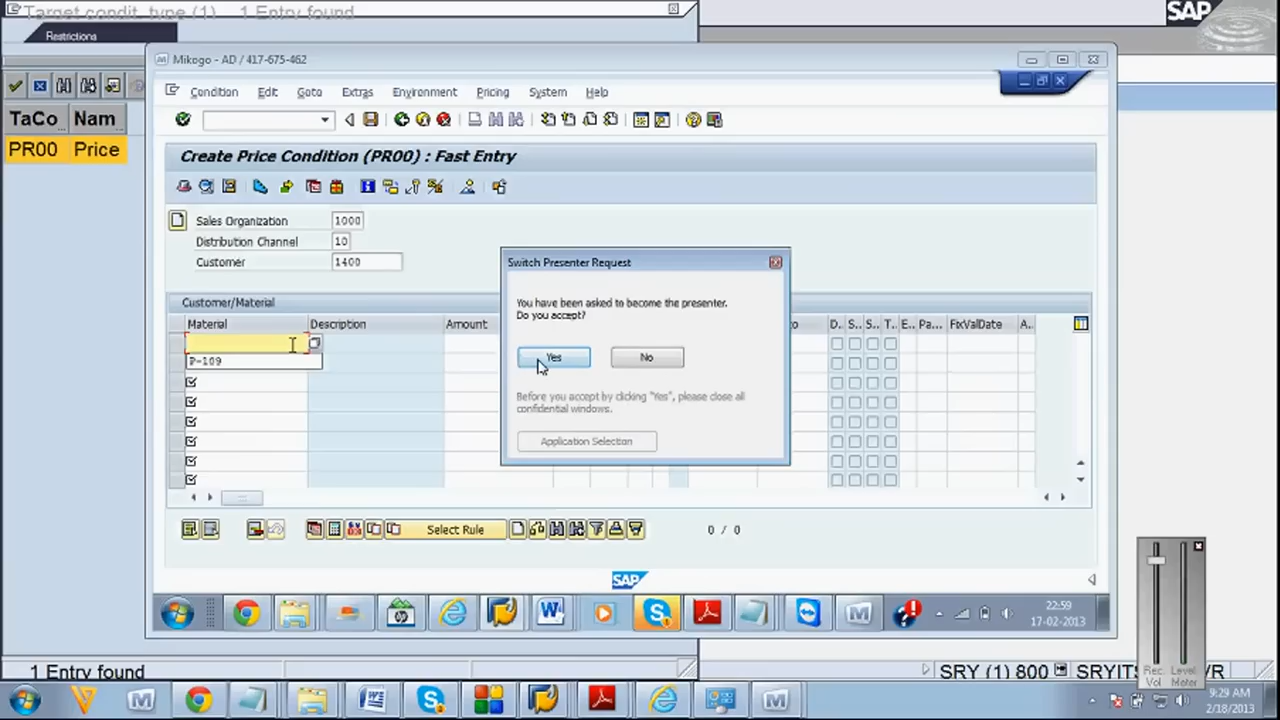 Target condit. type (1)   1 Entry found
SAP
Restrictions
Mikogo - AD / 417-675-462
Condition Edit Goto Extras Environment Pricing System Help
TaCo.. Nam
PR00 Price
Create Price Condition (PR00) : Fast Entry
Sales Organization 1000
Distribution Channel 10
Customer 1400
Switch Presenter Request
You have been asked to become the presenter.
Do you accept?
Yes No
Before you accept by clicking "Yes", please close all
confidential windows.
Application Selection
Customer/Material
Material Description Amount D.. S.. S.. T.. E.. Pa... FixValDate A..
P-109
Select Rule 0 / 0
SAP
22:59
17-02-2013
1 Entry found
SRY (1) 800
Rec. Vol
Level Meter
9:29 AM
2/18/2013